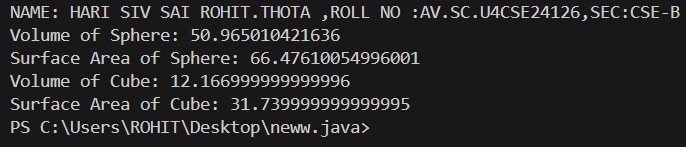 NAME: HARI SIV SAI ROHIT.THOTA ,ROLL NO :AV.SC.U4CSE24126,SEC:CSE-B
Volume of Sphere: 50.965010421636
Surface Area of Sphere: 66.47610054996001
Volume of Cube: 12.166999999999996
Surface Area of Cube: 31.739999999999995
PS C:\Users\ROHIT\Desktop\neww.java>